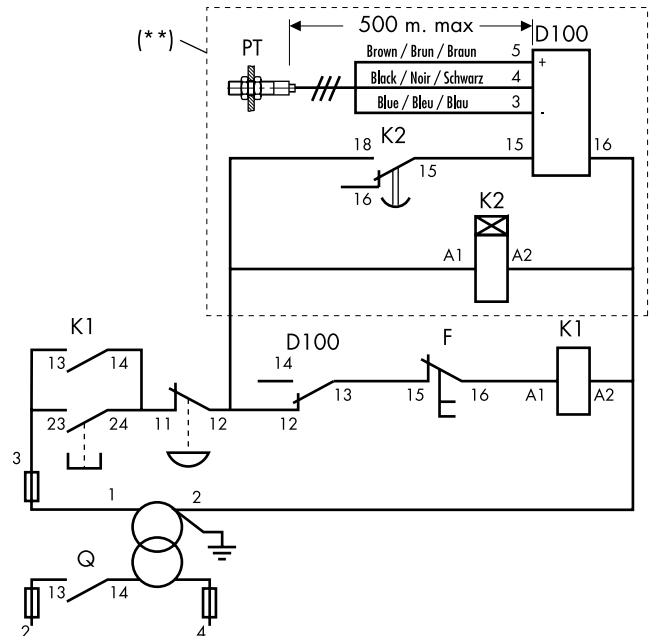 (**)
PT
500 m. max
D100
Brown / Brun / Braun 5 +
Black / Noir / Schwarz 4
Blue / Bleu / Blau 3 -
K2
18 15 15 16
16
K2
A1 A2
K1
13 14
D100
14
13
12
F
15 16
K1
A1 A2
23 24 11 12
3
1 2
Q
13 14
2 4